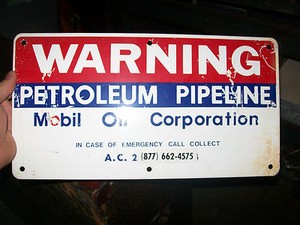 WARNING
PETROLEUM PIPELINE
Mobil Oil Corporation
IN CASE OF EMERGENCY CALL COLLECT
A.C. 2 (877) 662-4575